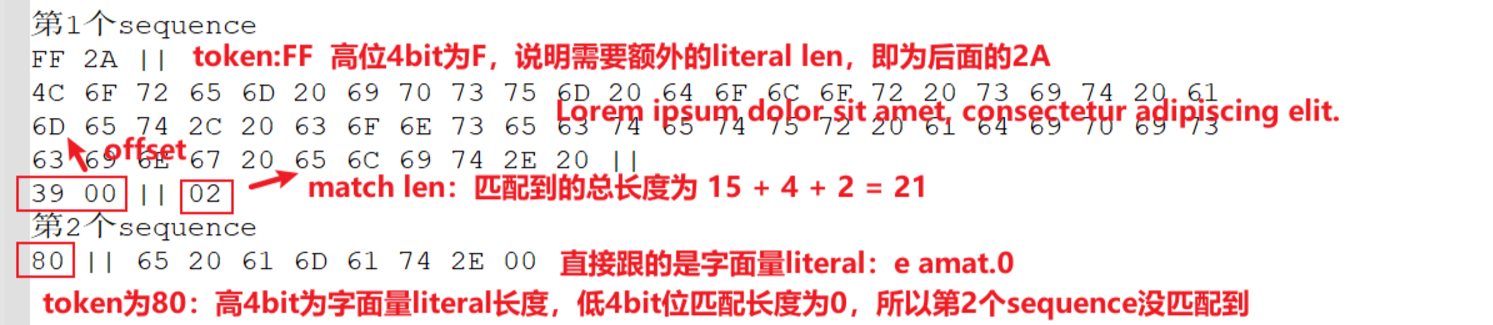 第1个sequence
FF 2A || token:FF 高位4bit为F，说明需要额外的literal len，即为后面的2A
4C 6F 72 65 6D 20 69 70 73 75 6D 20 64 6F 6C 6F 72 20 73 69 74 20 61
Lorem ipsum dolor sit amet, consectetur adipiscing elit.
6D 65 74 2C 20 63 6F 6E 73 65 63 74 65 74 75 72 20 61 64 69 70 69 73
offset
63 69 6E 67 20 65 6C 69 74 2E 20 ||
39 00 || 02 match len：匹配到的总长度为 15 + 4 + 2 = 21
第2个sequence
80 || 65 20 61 6D 61 74 2E 00 直接跟的是字面量literal：e amat.0
token为80：高4bit为字面量literal长度，低4bit位匹配长度为0，所以第2个sequence没匹配到